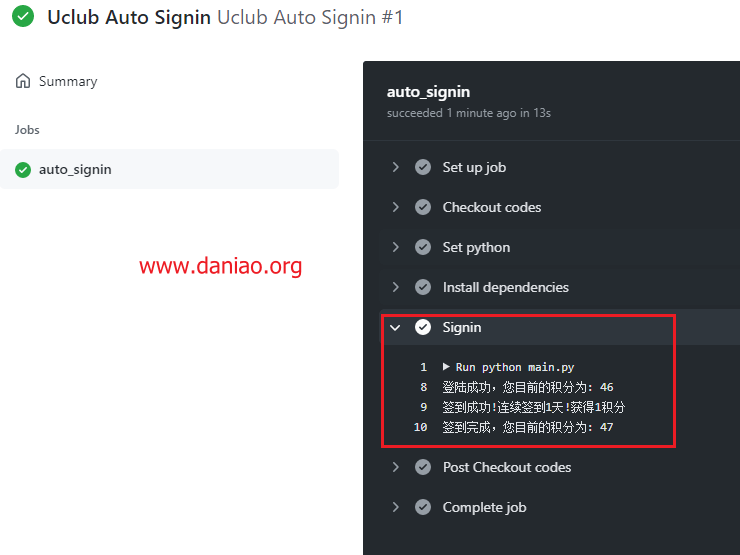 Uclub Auto Signin Uclub Auto Signin #1
Summary
Jobs
auto_signin
www.daniao.org
auto_signin
succeeded 1 minute ago in 13s
Set up job
Checkout codes
Set python
Install dependencies
Signin
1 Run python main.py
8 登陆成功，您目前的积分为: 46
9 签到成功!连续签到1天!获得1积分
10 签到完成，您目前的积分为: 47
Post Checkout codes
Complete job